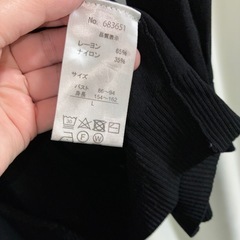 No. 683651
品質表示
レーヨン 65%
ナイロン 35%
サイズ
バスト 86~94
身長 154~162
L